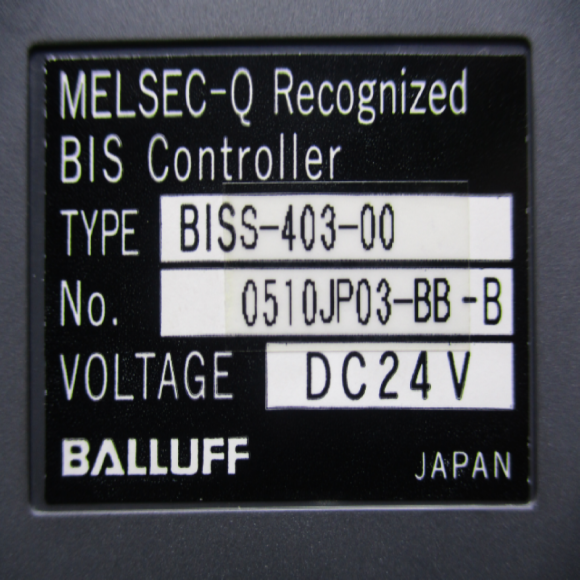 MELSEC-Q Recognized
BIS Controller
TYPE BISS-403-00
No. 0510JP03-BB-B
VOLTAGE DC24V
BALLUFF
JAPAN